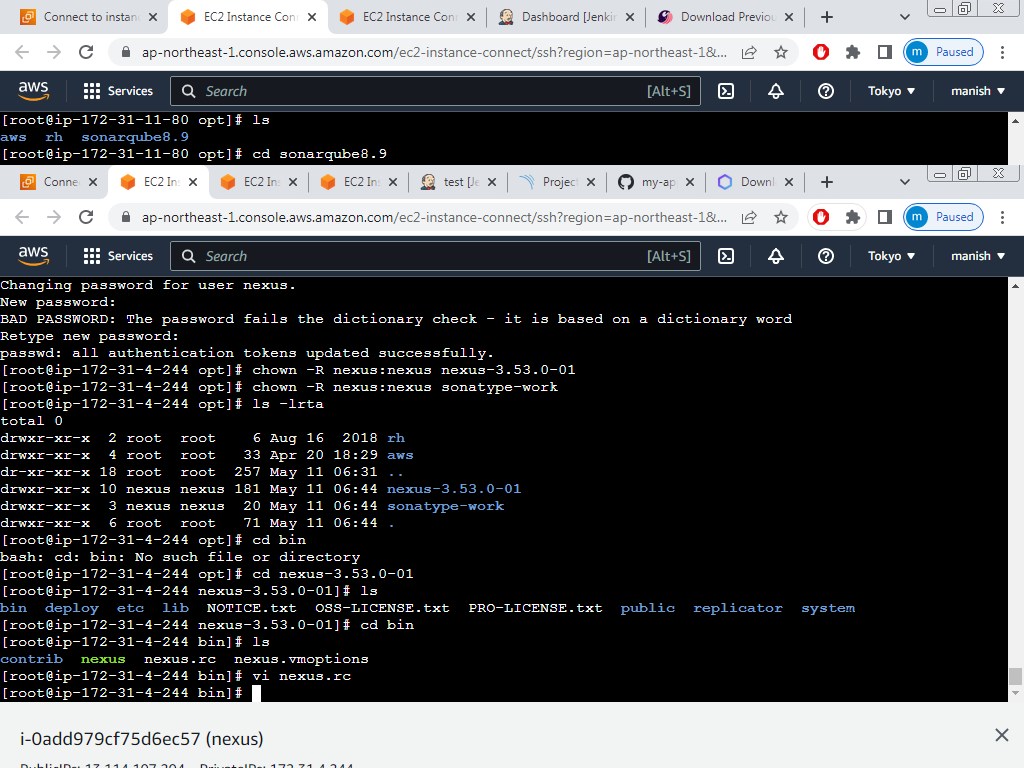 Connect to instan
EC2 Instance Conn
EC2 Instance Conn
Dashboard [Jenki
Download Previou
ap-northeast-1.console.aws.amazon.com/ec2-instance-connect/ssh?region=ap-northeast-1&...
m Paused
aws Services Search [Alt+S] Tokyo ▼ manish ▼
[root@ip-172-31-11-80 opt]# ls
aws  rh  sonarqube8.9
[root@ip-172-31-11-80 opt]# cd sonarqube8.9
Conne
EC2 In
EC2 In
EC2 In
test [Je
Project
my-ap
Downl
ap-northeast-1.console.aws.amazon.com/ec2-instance-connect/ssh?region=ap-northeast-1&...
m Paused
aws Services Search [Alt+S] Tokyo ▼ manish ▼
Changing password for user nexus.
New password:
BAD PASSWORD: The password fails the dictionary check - it is based on a dictionary word
Retype new password:
passwd: all authentication tokens updated successfully.
[root@ip-172-31-4-244 opt]# chown -R nexus:nexus nexus-3.53.0-01
[root@ip-172-31-4-244 opt]# chown -R nexus:nexus sonatype-work
[root@ip-172-31-4-244 opt]# ls -lrta
total 0
drwxr-xr-x  2 root  root    6 Aug 16  2018 rh
drwxr-xr-x  4 root  root   33 Apr 20 18:29 aws
dr-xr-xr-x 18 root  root  257 May 11 06:31 ..
drwxr-xr-x 10 nexus nexus 181 May 11 06:44 nexus-3.53.0-01
drwxr-xr-x  3 nexus nexus  20 May 11 06:44 sonatype-work
drwxr-xr-x  6 root  root   71 May 11 06:44 .
[root@ip-172-31-4-244 opt]# cd bin
bash: cd: bin: No such file or directory
[root@ip-172-31-4-244 opt]# cd nexus-3.53.0-01
[root@ip-172-31-4-244 nexus-3.53.0-01]# ls
bin  deploy  etc  lib  NOTICE.txt  OSS-LICENSE.txt  PRO-LICENSE.txt  public  replicator  system
[root@ip-172-31-4-244 nexus-3.53.0-01]# cd bin
[root@ip-172-31-4-244 bin]# ls
contrib  nexus  nexus.rc  nexus.vmoptions
[root@ip-172-31-4-244 bin]# vi nexus.rc
[root@ip-172-31-4-244 bin]#
i-0add979cf75d6ec57 (nexus)
PublicIPs: 13.114.107.204 PrivateIPs: 172.31.4.244